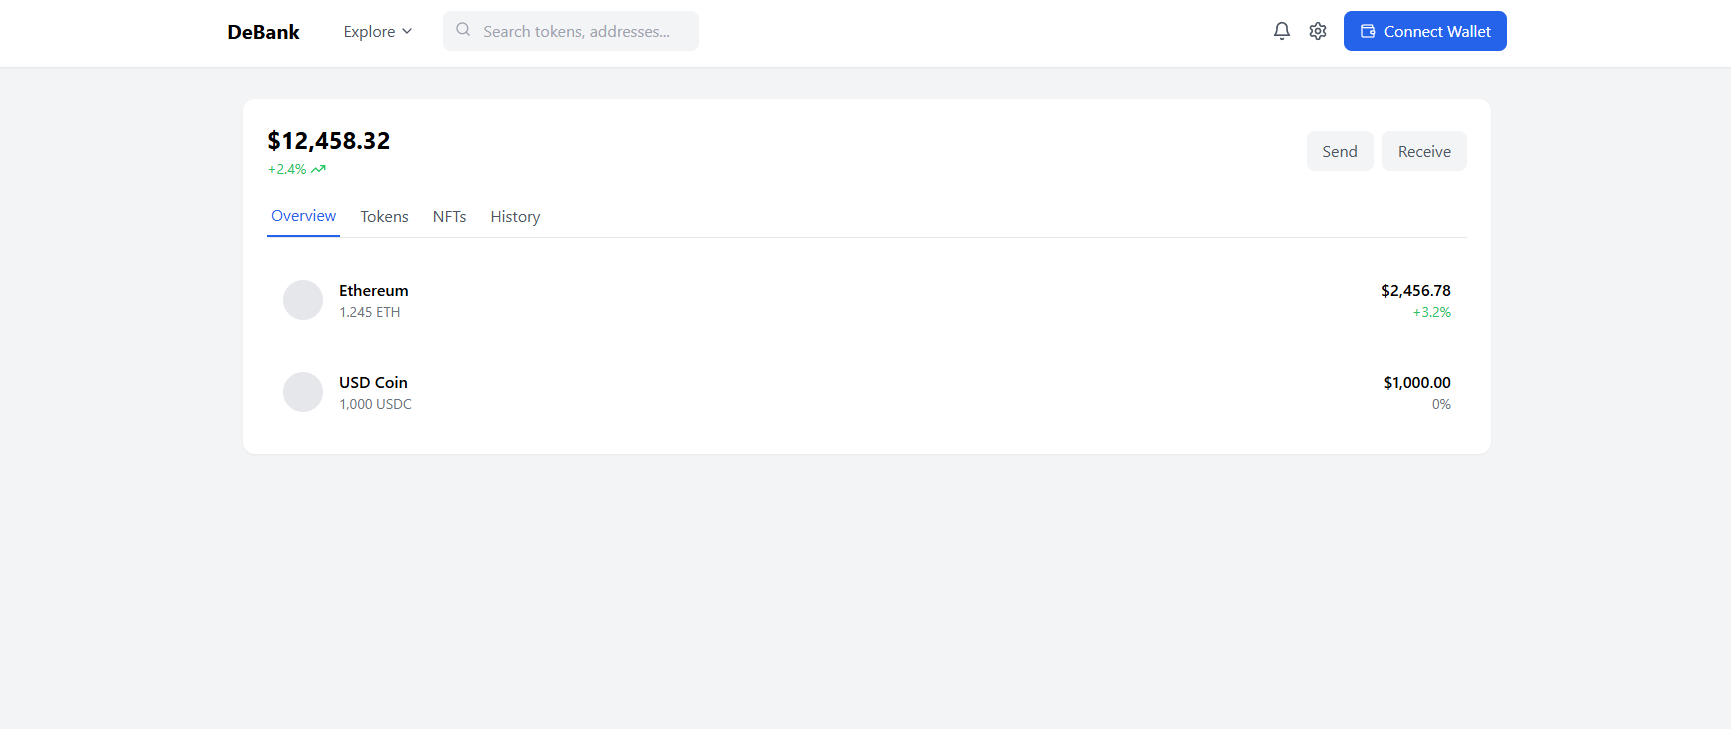 DeBank
Explore
Search tokens, addresses...
Connect Wallet
$12,458.32
+2.4%
Send
Receive
Overview
Tokens
NFTs
History
Ethereum
1.245 ETH
$2,456.78
+3.2%
USD Coin
1,000 USDC
$1,000.00
0%